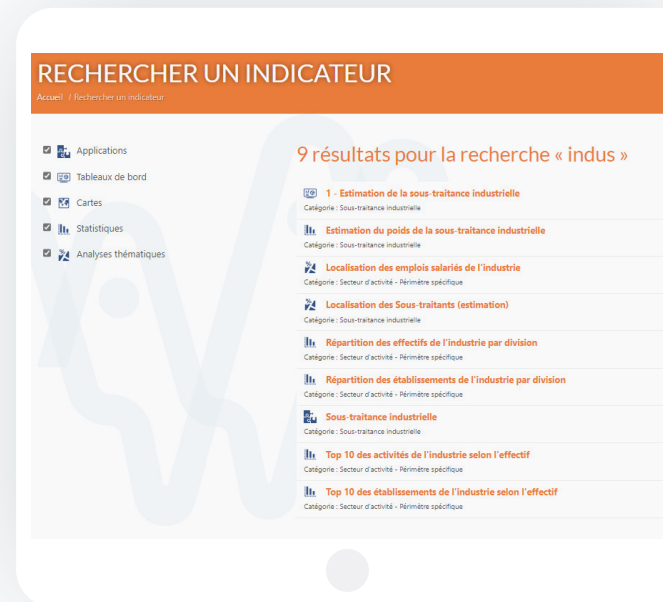 RECHERCHER UN INDICATEUR
Accueil / Rechercher un indicateur
Applications
Tableaux de bord
Cartes
Statistiques
Analyses thématiques
9 résultats pour la recherche « indus »
1 - Estimation de la sous-traitance industrielle
Catégorie : Sous-traitance industrielle
Estimation du poids de la sous-traitance industrielle
Catégorie : Sous-traitance industrielle
Localisation des emplois salariés de l'industrie
Catégorie : Secteur d'activité - Périmètre spécifique
Localisation des Sous-traitants (estimation)
Catégorie : Sous-traitance industrielle
Répartition des effectifs de l'industrie par division
Catégorie : Secteur d'activité - Périmètre spécifique
Répartition des établissements de l'industrie par division
Catégorie : Secteur d'activité - Périmètre spécifique
Sous-traitance industrielle
Catégorie : Sous-traitance industrielle
Top 10 des activités de l'industrie selon l'effectif
Catégorie : Secteur d'activité - Périmètre spécifique
Top 10 des établissements de l'industrie selon l'effectif
Catégorie : Secteur d'activité - Périmètre spécifique